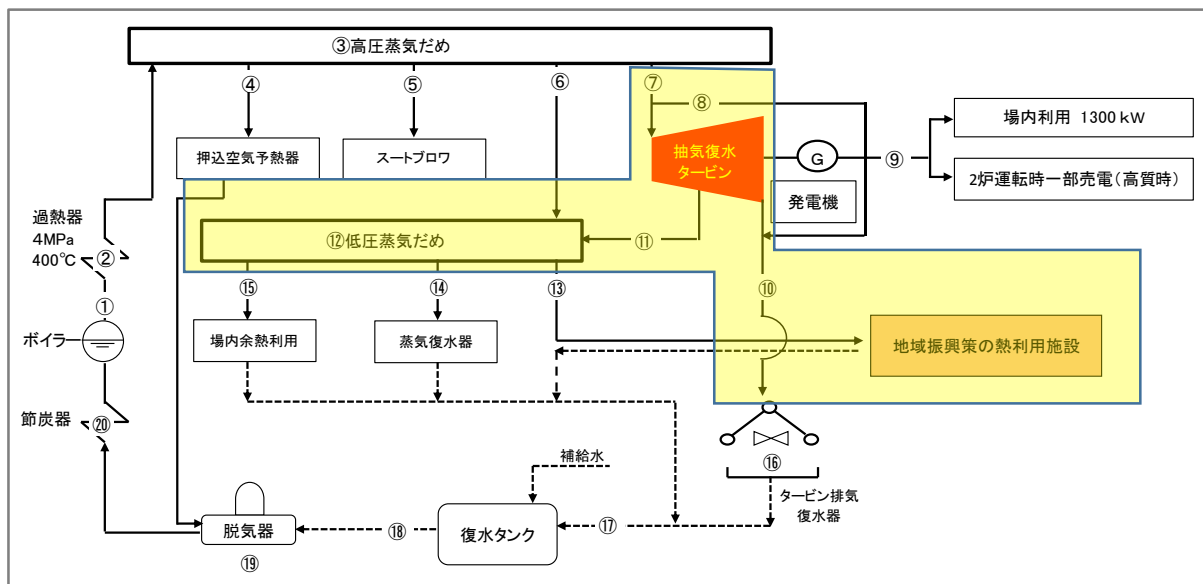 ③高圧蒸気だめ
④
⑤
⑥
⑦
⑧
押込空気予熱器
スートブロワ
抽気復水
タービン
G
発電機
⑨
場内利用 1300 kW
2炉運転時一部売電(高質時)
過熱器
4MPa
400℃
②
①
ボイラー
⑫低圧蒸気だめ
⑪
⑮
⑭
⑬
⑩
場内余熱利用
蒸気復水器
地域振興策の熱利用施設
節炭器
⑳
補給水
⑯
タービン排気
復水器
脱気器
⑱
復水タンク
⑰
⑲